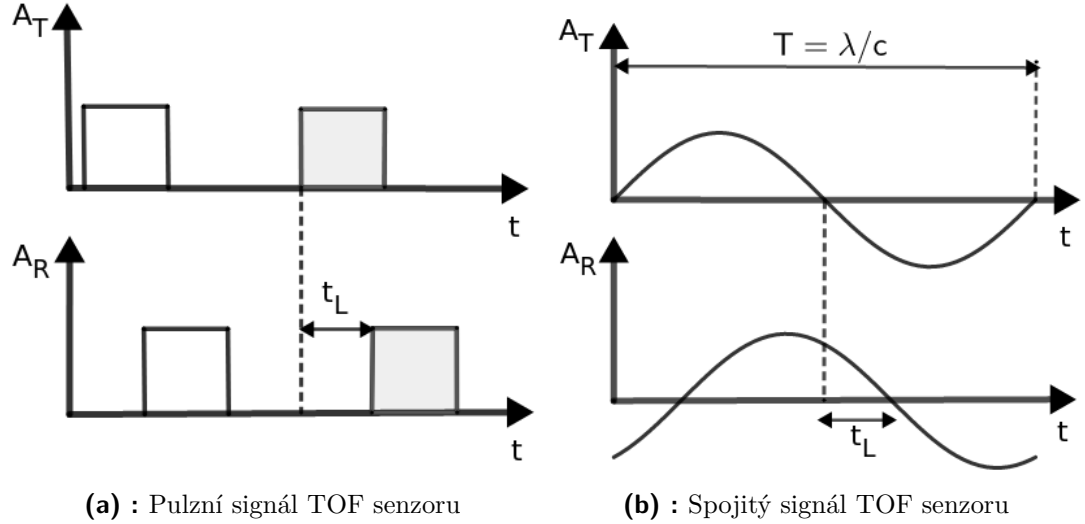 A_T
t
A_R
t_L
t
(a) : Pulzní signál TOF senzoru
A_T
T = λ/c
t
A_R
t_L
t
(b) : Spojitý signál TOF senzoru